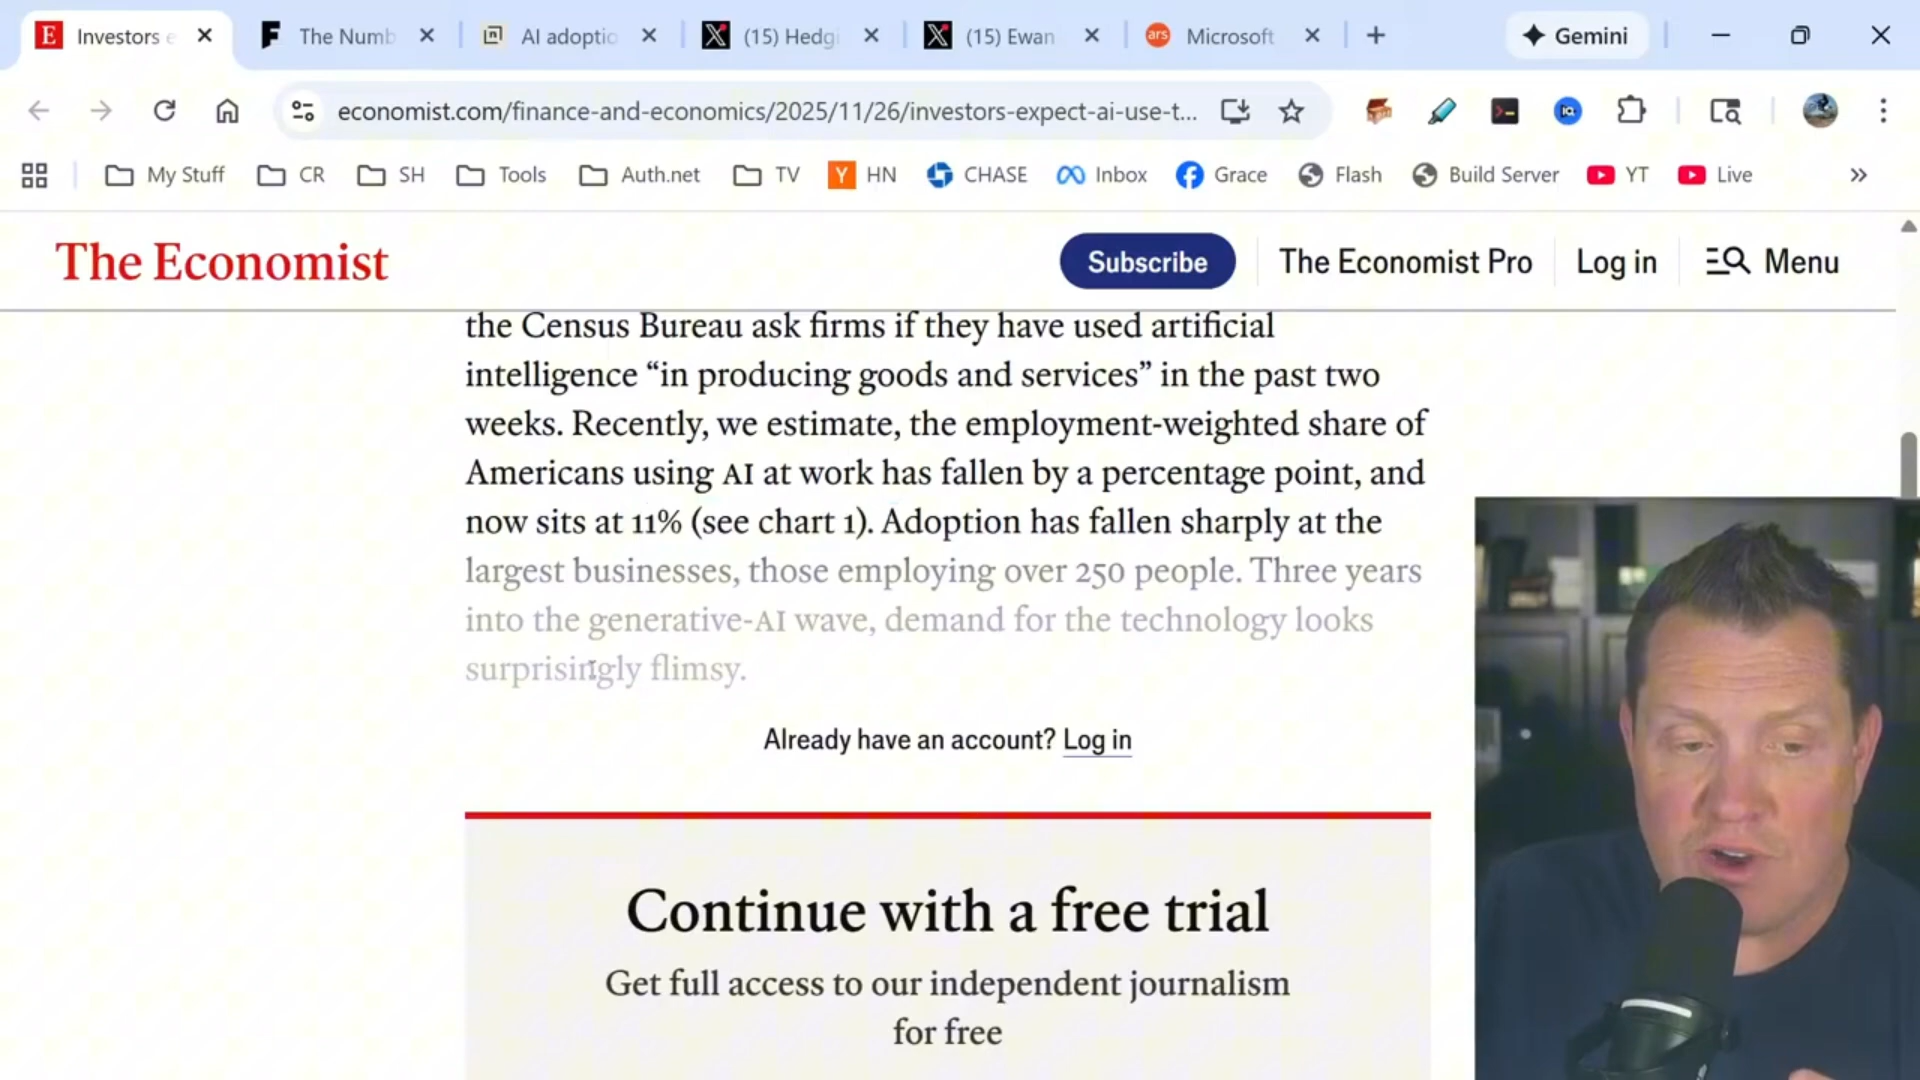 Investors e
The Numb
AI adoptio
(15) Hedg
(15) Ewan
ars
Microsoft
Gemini
economist.com/finance-and-economics/2025/11/26/investors-expect-ai-use-t...
My Stuff
CR
SH
Tools
Auth.net
TV
HN
CHASE
Inbox
Grace
Flash
Build Server
YT
Live
The Economist
Subscribe
The Economist Pro
Log in
Menu
the Census Bureau ask firms if they have used artificial
intelligence “in producing goods and services” in the past two
weeks. Recently, we estimate, the employment-weighted share of
Americans using AI at work has fallen by a percentage point, and
now sits at 11% (see chart 1). Adoption has fallen sharply at the
largest businesses, those employing over 250 people. Three years
into the generative-AI wave, demand for the technology looks
surprisingly flimsy.
Already have an account? Log in
Continue with a free trial
Get full access to our independent journalism
for free